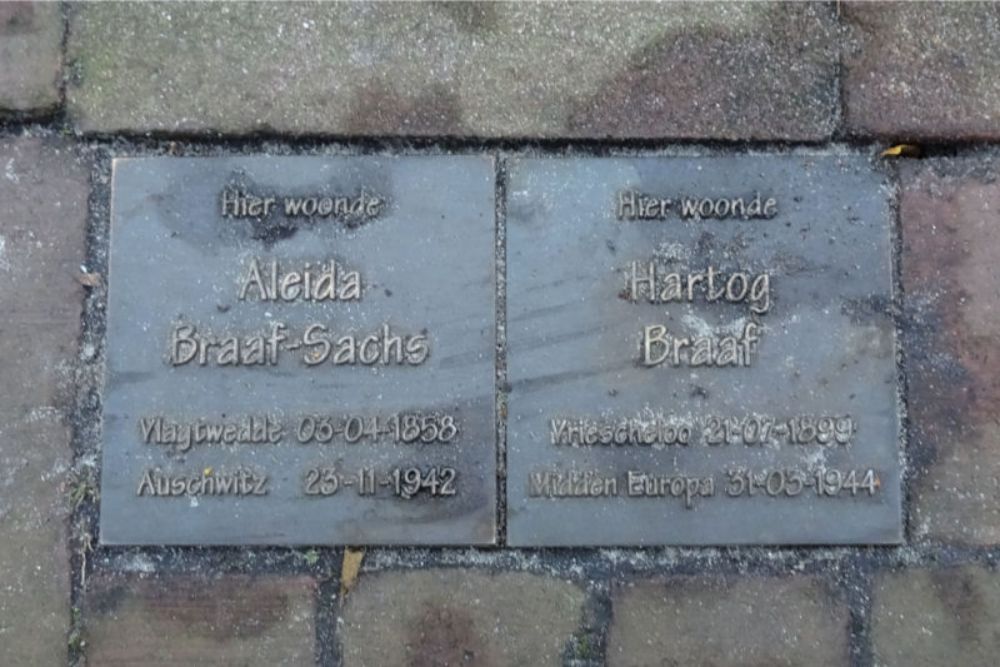 Hier woonde
Aleida
Braaf-Sachs
Vlagtwedde 03-04-1858
Auschwitz 23-11-1942
Hier woonde
Hartog
Braaf
Vriescheloo 21-07-1899
Midden Europa 31-03-1944